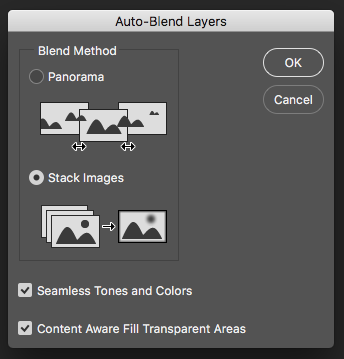 Auto-Blend Layers
Blend Method
Panorama
Stack Images
Seamless Tones and Colors
Content Aware Fill Transparent Areas
OK
Cancel